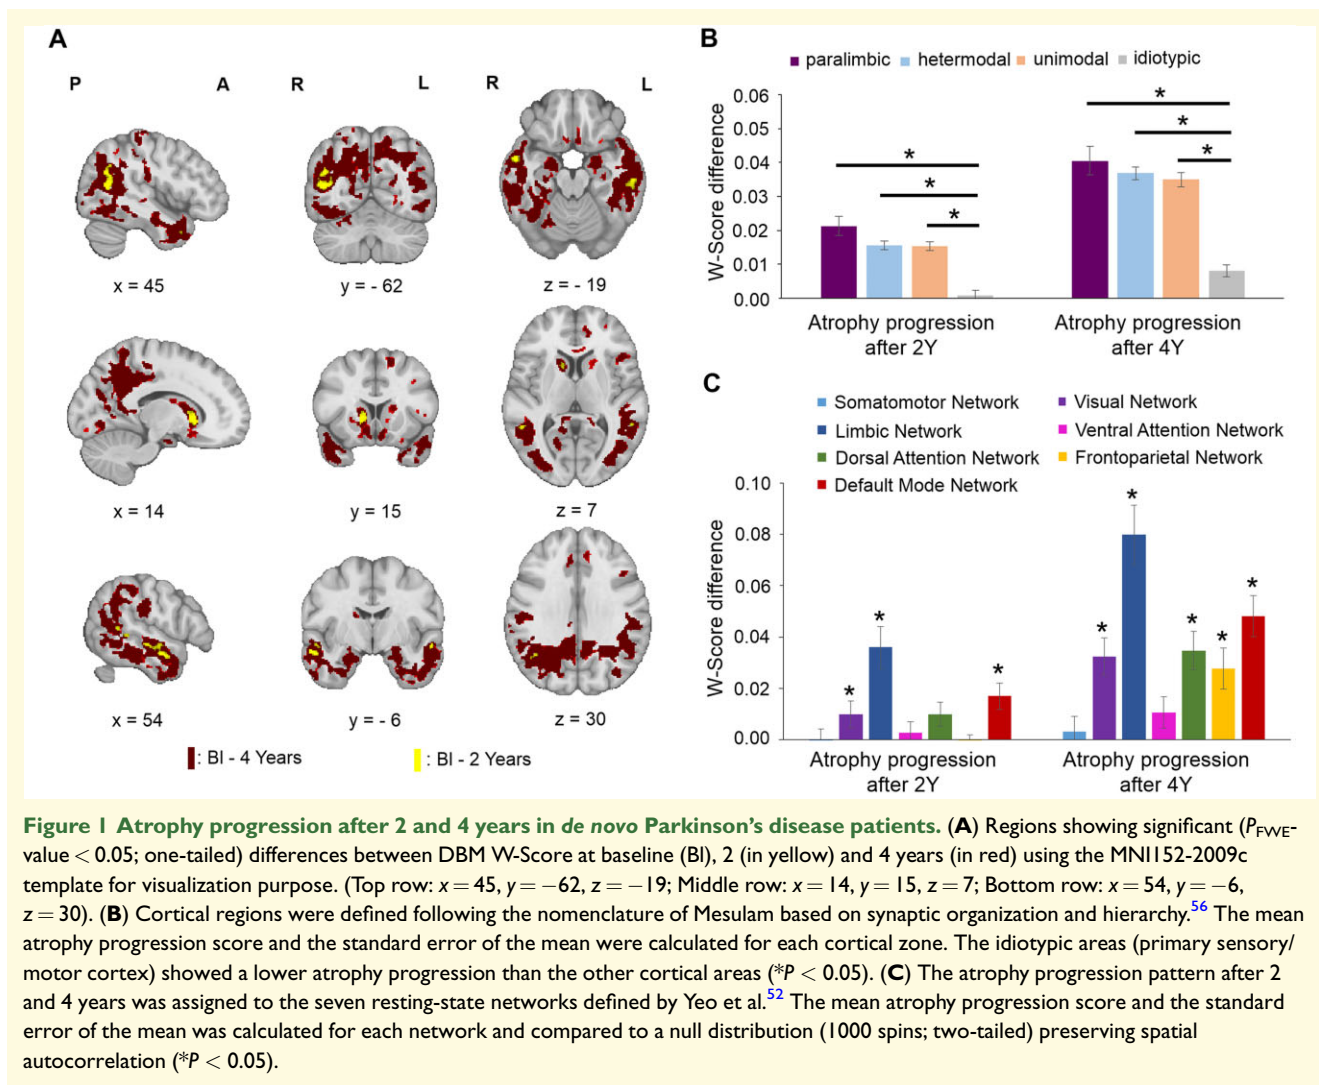 A
P A R L R L
x = 45 y = - 62 z = - 19
x = 14 y = 15 z = 7
x = 54 y = - 6 z = 30
: BI - 4 Years : BI - 2 Years
B
paralimbic hetermodal unimodal idiotypic
W-Score difference
0.06
0.05
0.04
0.03
0.02
0.01
0.00
* * * * * *
Atrophy progression after 2Y
Atrophy progression after 4Y
C
Somatomotor Network Visual Network
Limbic Network Ventral Attention Network
Dorsal Attention Network Frontoparietal Network
Default Mode Network
W-Score difference
0.10
0.08
0.06
0.04
0.02
0.00
* * * * * * * *
Atrophy progression after 2Y
Atrophy progression after 4Y
Figure 1 Atrophy progression after 2 and 4 years in de novo Parkinson's disease patients. (A) Regions showing significant (PFWE-
value < 0.05; one-tailed) differences between DBM W-Score at baseline (Bl), 2 (in yellow) and 4 years (in red) using the MNI152-2009c
template for visualization purpose. (Top row: x = 45, y = −62, z = −19; Middle row: x = 14, y = 15, z = 7; Bottom row: x = 54, y = −6,
z = 30). (B) Cortical regions were defined following the nomenclature of Mesulam based on synaptic organization and hierarchy.56 The mean
atrophy progression score and the standard error of the mean were calculated for each cortical zone. The idiotypic areas (primary sensory/
motor cortex) showed a lower atrophy progression than the other cortical areas (*P < 0.05). (C) The atrophy progression pattern after 2
and 4 years was assigned to the seven resting-state networks defined by Yeo et al.52 The mean atrophy progression score and the standard
error of the mean was calculated for each network and compared to a null distribution (1000 spins; two-tailed) preserving spatial
autocorrelation (*P < 0.05).